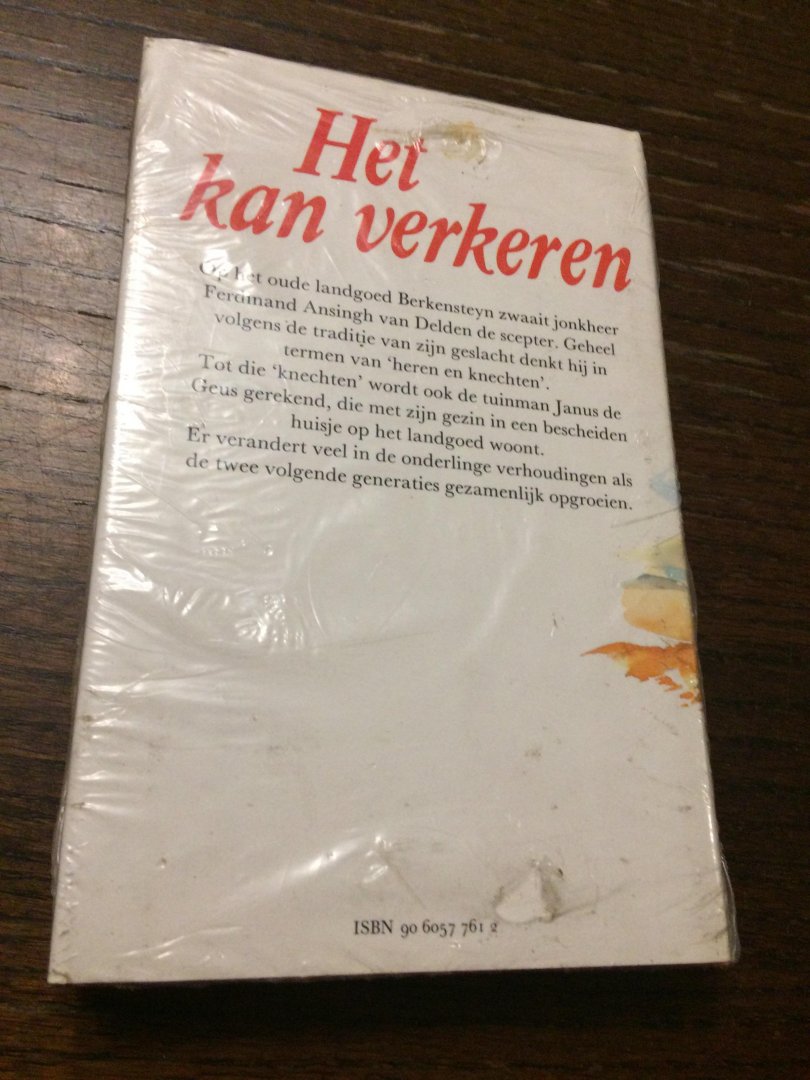 Het
kan verkeren
Op het oude landgoed Berkensteyn zwaait jonkheer
Ferdinand Ansingh van Delden de scepter. Geheel
volgens de traditie van zijn geslacht denkt hij in
termen van ‘heren en knechten’.
Tot die ‘knechten’ wordt ook de tuinman Janus de
Geus gerekend, die met zijn gezin in een bescheiden
huisje op het landgoed woont.
Er verandert veel in de onderlinge verhoudingen als
de twee volgende generaties gezamenlijk opgroeien.
ISBN 90 6057 761 2